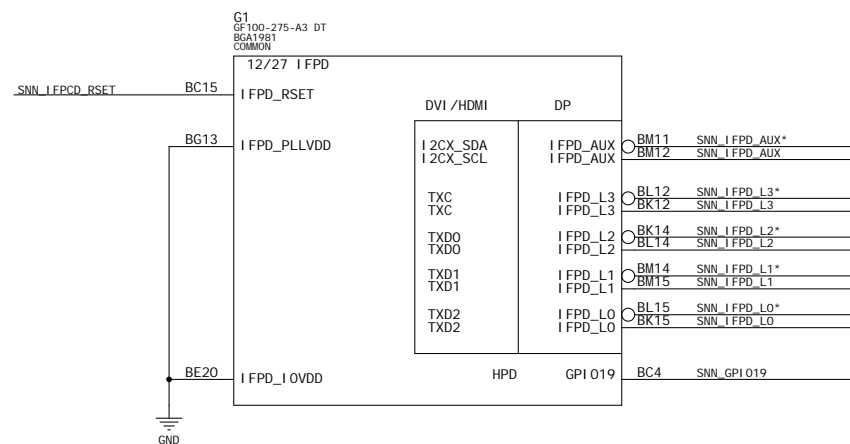 G1
GF100-275-A3 DT
BGA1981
COMMON
12/27 IFPD
SNN_IFPCD_RSET BC15 IFPD_RSET
DVI/HDMI DP
BG13 IFPD_PLLVDD
I2CX_SDA IFPD_AUX BM11 SNN_IFPD_AUX*
I2CX_SCL IFPD_AUX BM12 SNN_IFPD_AUX
TXC IFPD_L3 BL12 SNN_IFPD_L3*
TXC IFPD_L3 BK12 SNN_IFPD_L3
TXD0 IFPD_L2 BK14 SNN_IFPD_L2*
TXD0 IFPD_L2 BL14 SNN_IFPD_L2
TXD1 IFPD_L1 BM14 SNN_IFPD_L1*
TXD1 IFPD_L1 BM15 SNN_IFPD_L1
TXD2 IFPD_L0 BL15 SNN_IFPD_L0*
TXD2 IFPD_L0 BK15 SNN_IFPD_L0
BE20 IFPD_IOVDD HPD GPIO19 BC4 SNN_GPIO19
GND